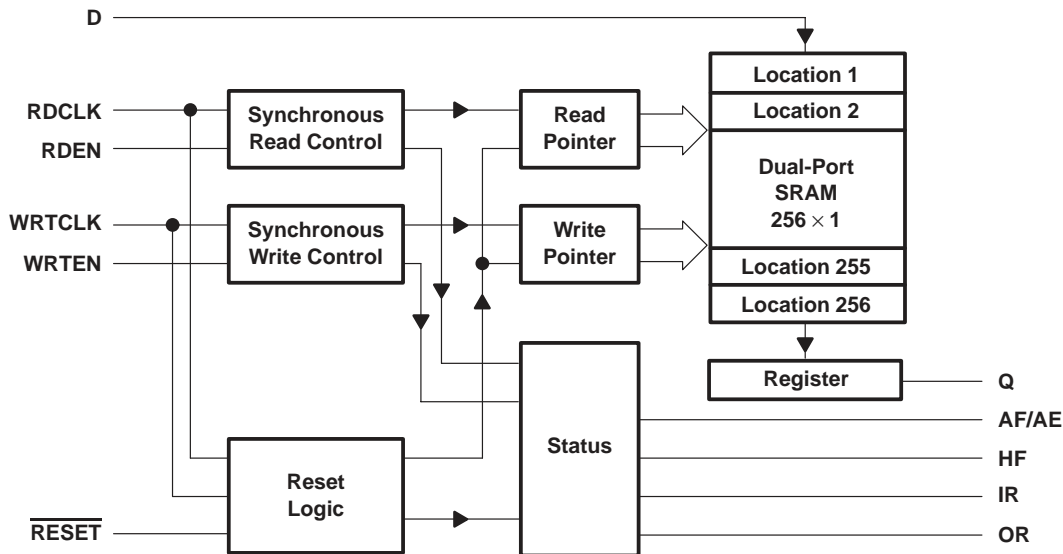 D
Location 1
RDCLK
RDEN
Synchronous
Read Control
Read
Pointer
Location 2
Dual-Port
SRAM
256 × 1
WRTCLK
WRTEN
Synchronous
Write Control
Write
Pointer
Location 255
Location 256
Register
Q
AF/AE
Status
HF
IR
OR
Reset
Logic
RESET